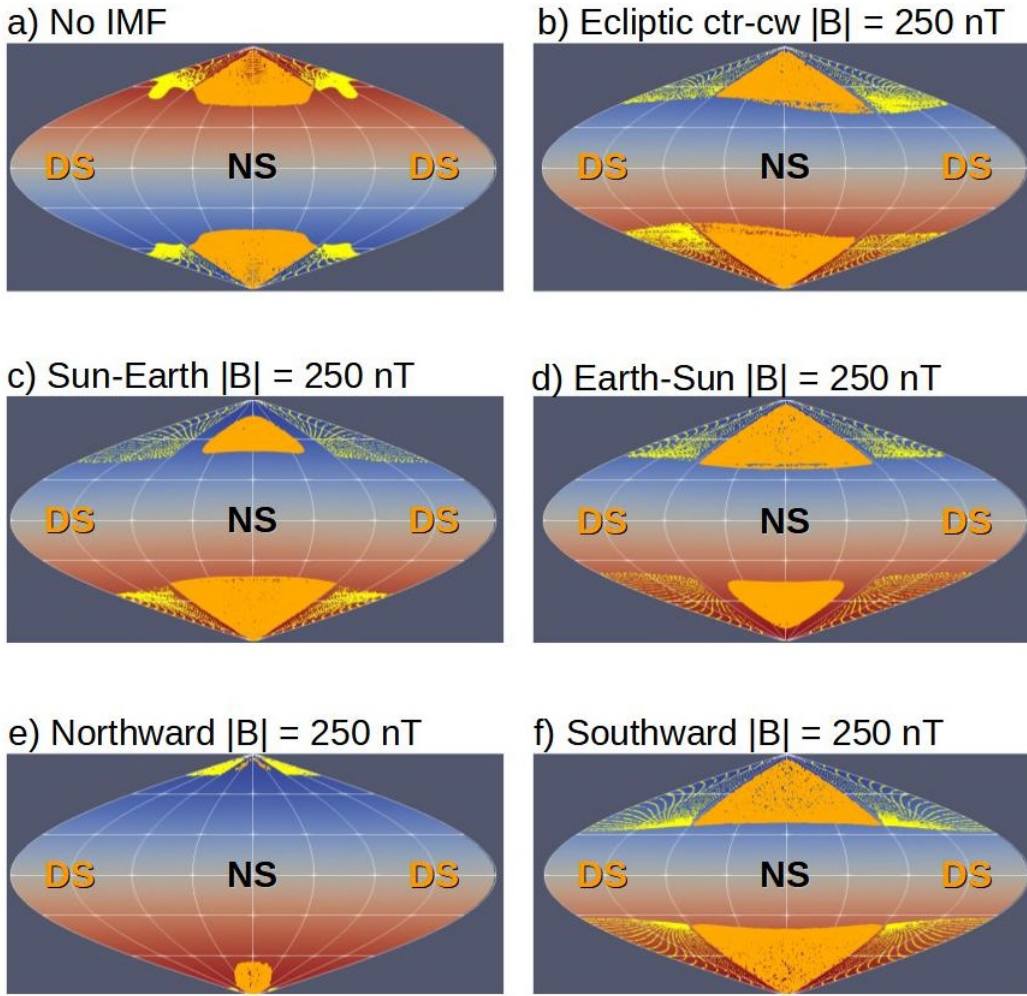 a) No IMF
b) Ecliptic ctr-cw |B| = 250 nT
DS NS DS
DS NS DS
c) Sun-Earth |B| = 250 nT
d) Earth-Sun |B| = 250 nT
DS NS DS
DS NS DS
e) Northward |B| = 250 nT
f) Southward |B| = 250 nT
DS NS DS
DS NS DS